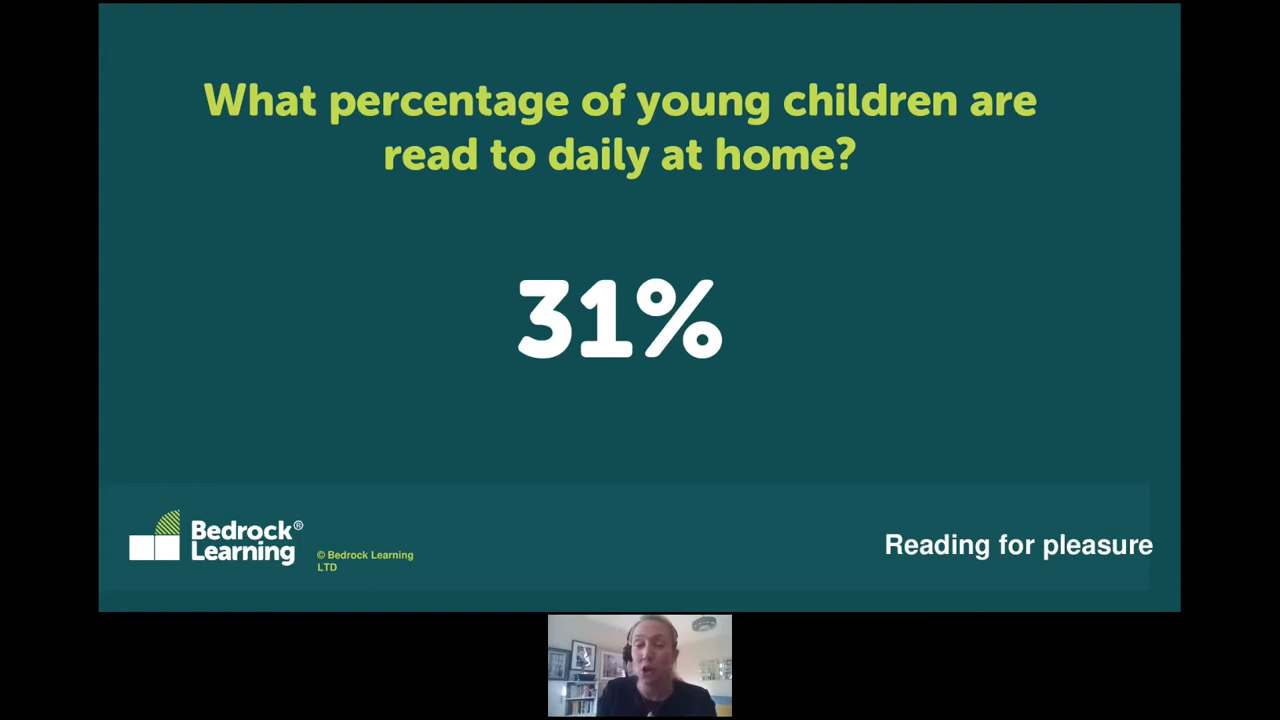 What percentage of young children are
read to daily at home?
31%
Bedrock®
Learning
© Bedrock Learning
LTD
Reading for pleasure